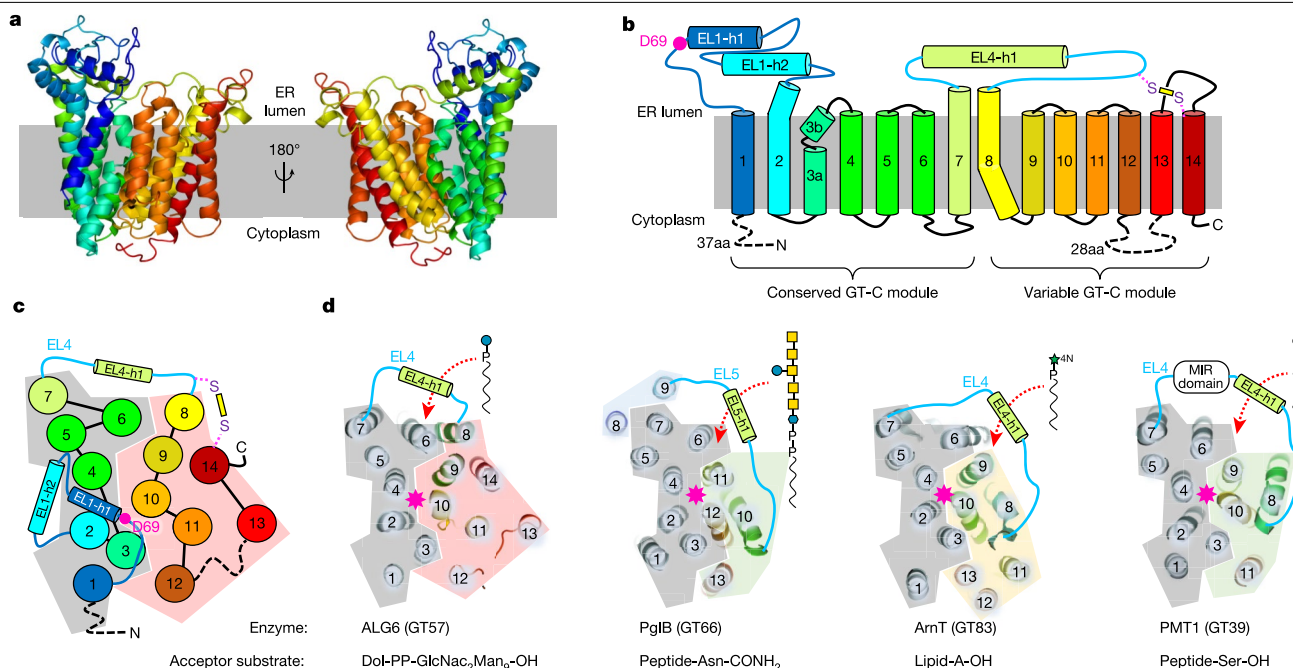 a
ER
lumen
180°
Cytoplasm
b
D69
EL1-h1
EL1-h2
EL4-h1
S
S
ER lumen
1
2
3b
3a
4
5
6
7
8
9
10
11
12
13
14
Cytoplasm
37aa
N
28aa
C
Conserved GT-C module
Variable GT-C module
c
EL4
EL4-h1
S
S
7
6
5
8
4
9
14
C
EL1-h2
EL1-h1
10
D69
2
3
11
13
1
12
N
d
EL4
EL4-h1
P
7
6
8
5
9
14
4
10
2
11
13
3
1
12
EL5
EL5-h1
P
P
9
8
7
6
5
11
4
12
10
2
3
1
13
EL4
EL4-h1
4N
P
7
6
5
9
4
10
8
2
3
1
13
11
12
EL4
MIR
domain
EL4-h1
7
6
5
9
4
8
10
2
3
1
11
Enzyme:
ALG6 (GT57)
PglB (GT66)
ArnT (GT83)
PMT1 (GT39)
Acceptor substrate:
Dol-PP-GlcNac₂Man₉-OH
Peptide-Asn-CONH₂
Lipid-A-OH
Peptide-Ser-OH